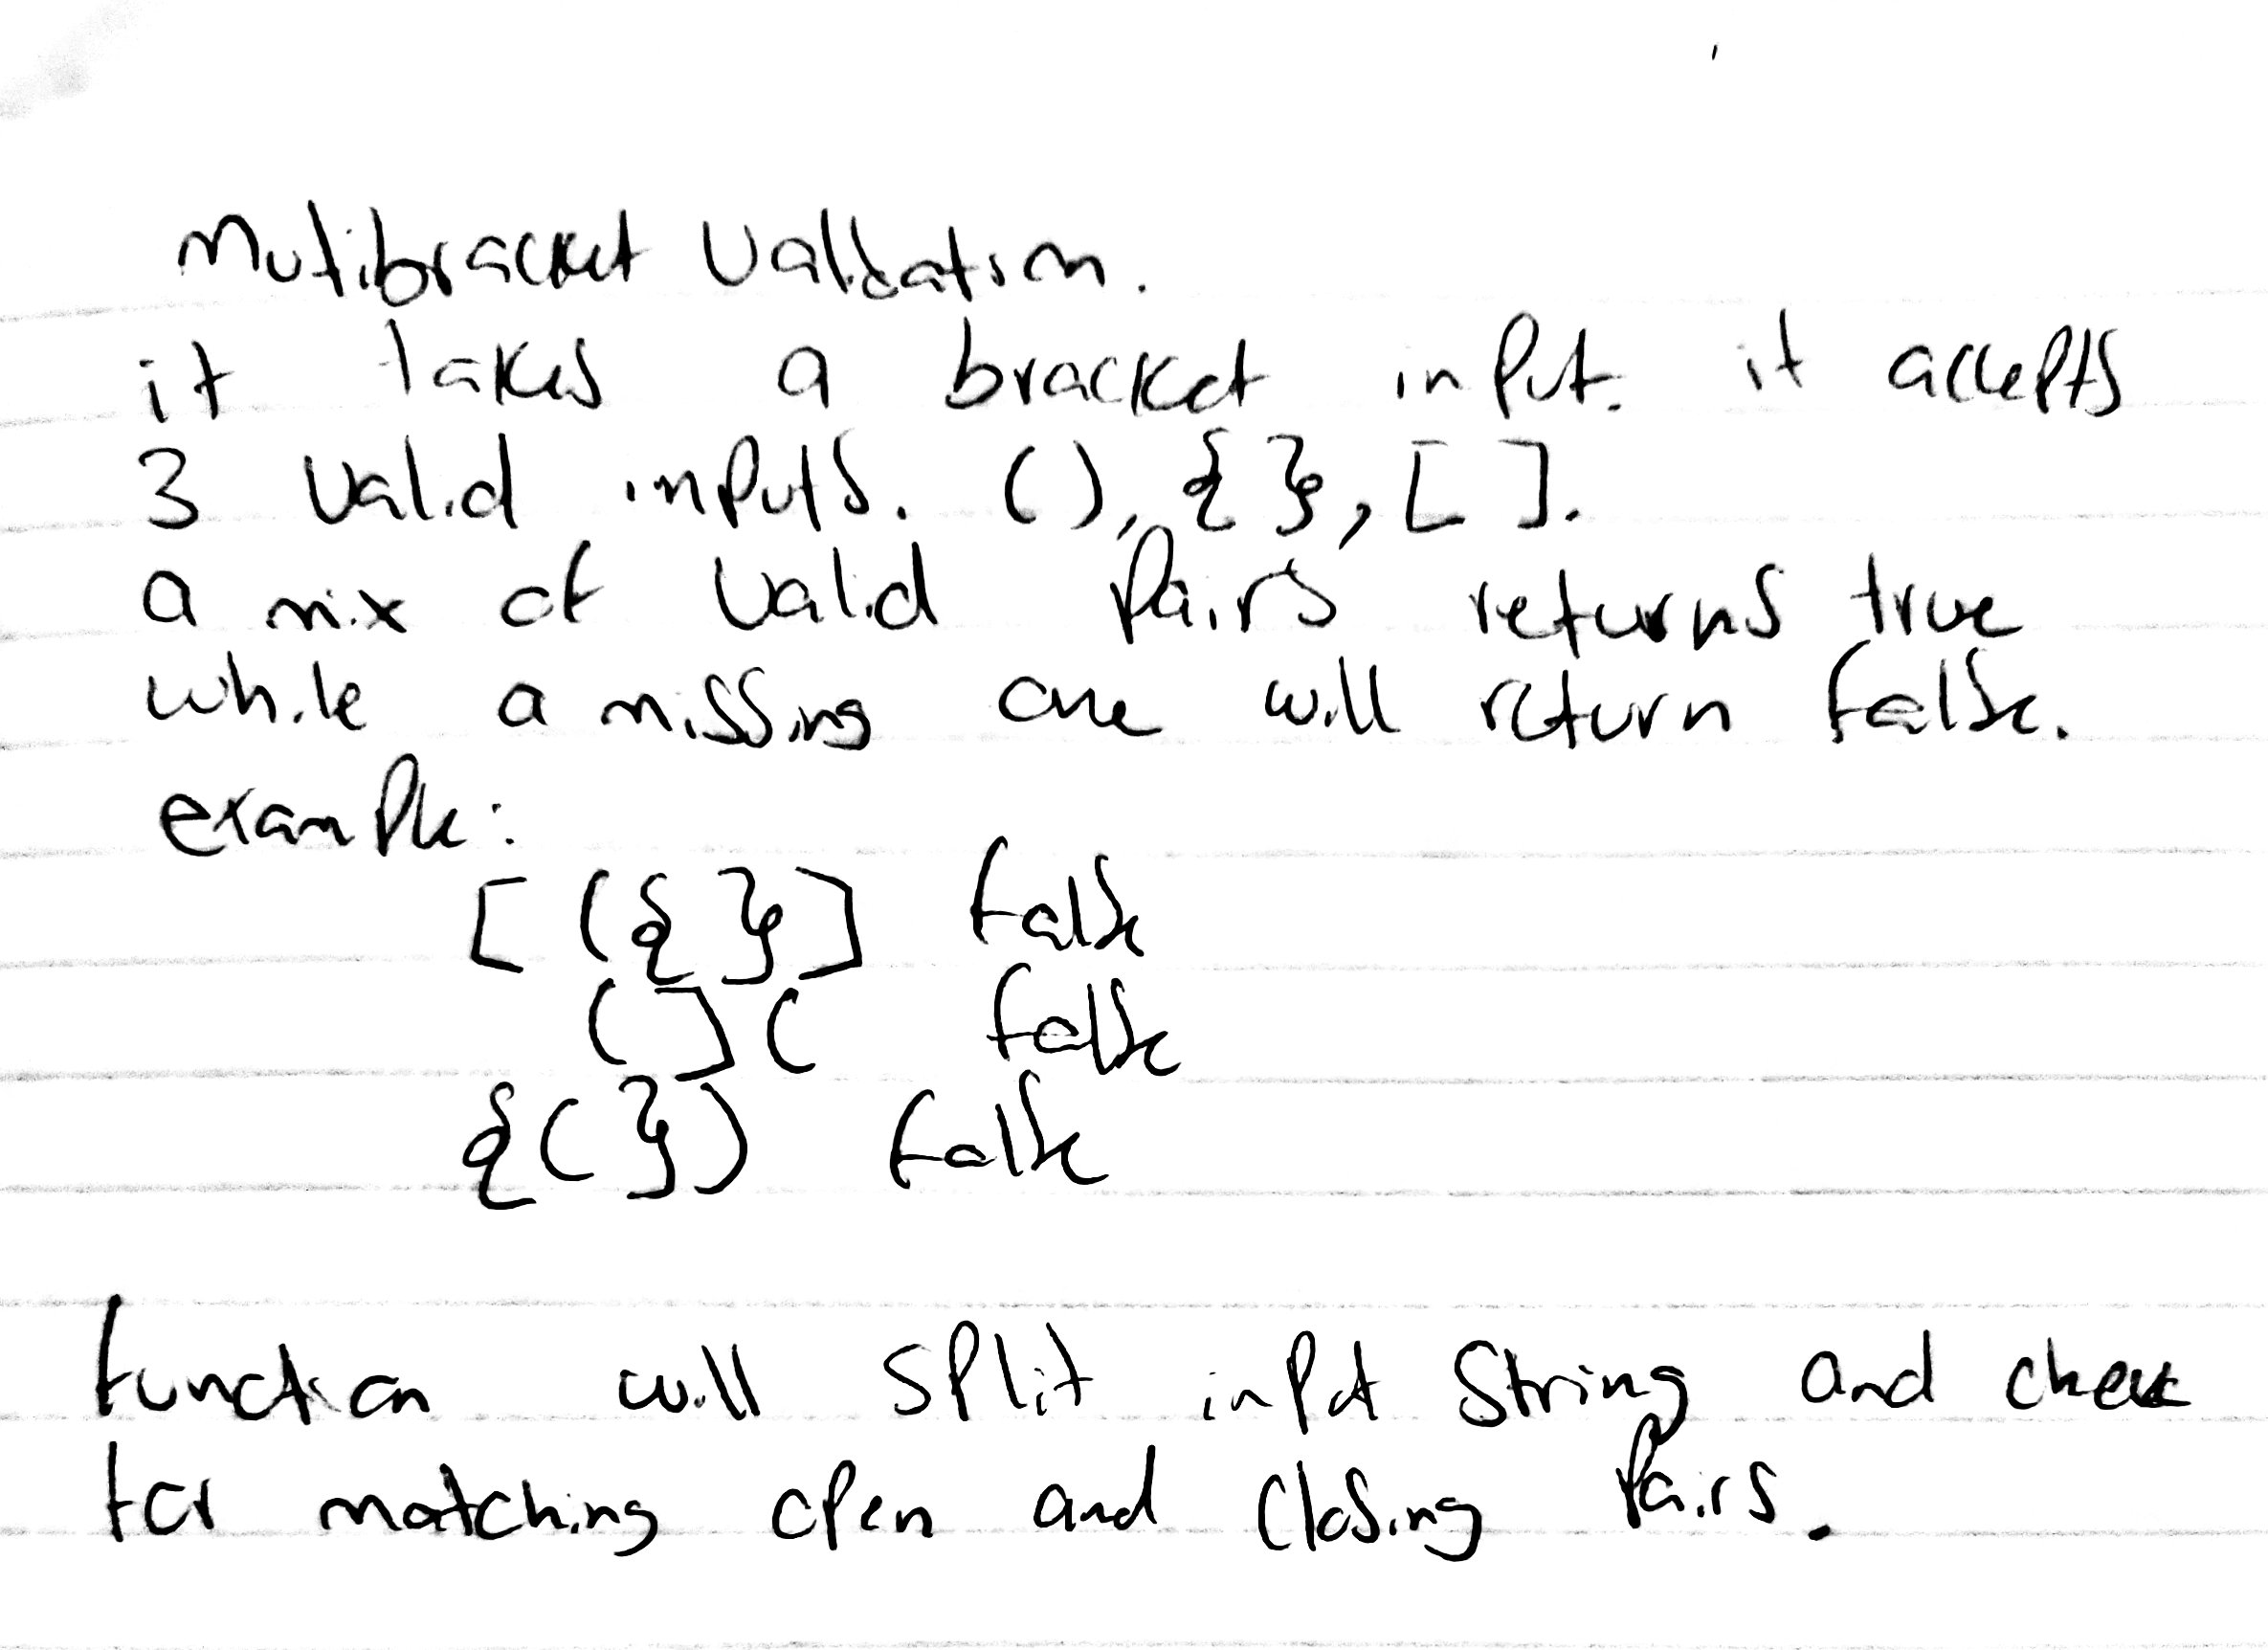 Mutibracket Validation.
it takes a bracket input. it accepts
3 valid inputs. (), {}, [ ].
a mix of valid pairs returns true
while a missing one will return false.
example:
[ ({}] false
(]( false
{(}) false
function will split input string and check
for matching open and closing pairs.